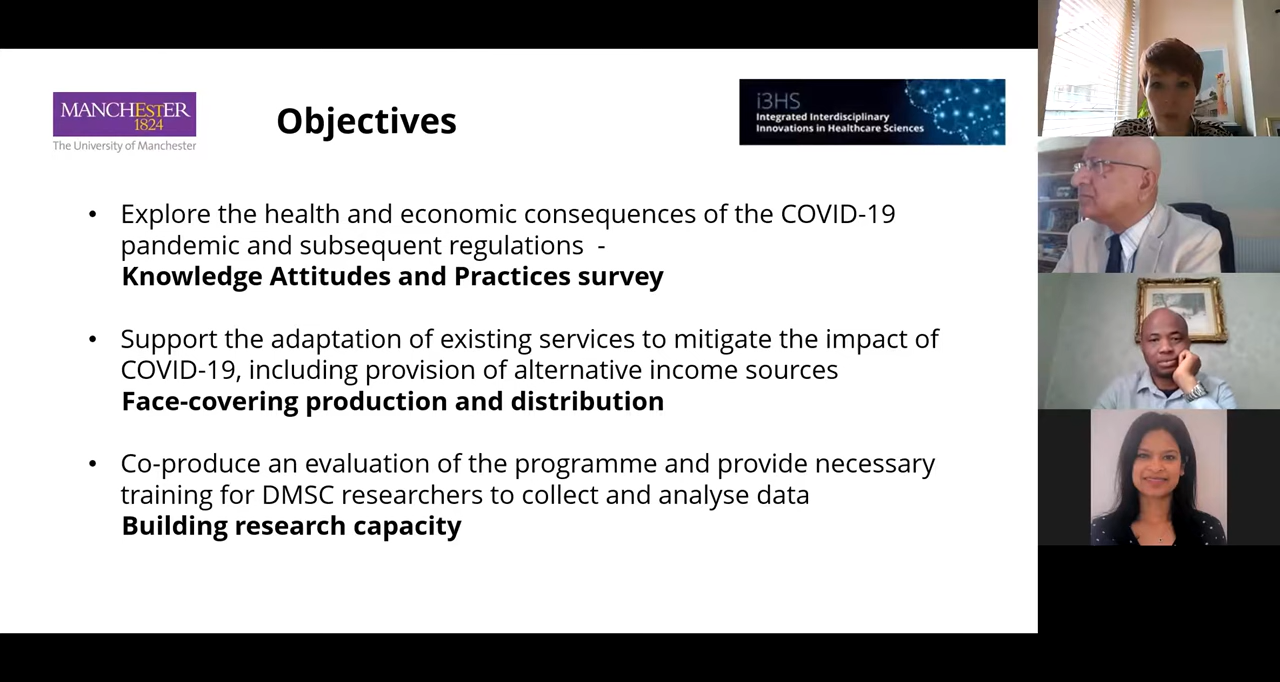 MANCHESTER
1824
The University of Manchester
Objectives
i3HS
Integrated Interdisciplinary
Innovations in Healthcare Sciences
• Explore the health and economic consequences of the COVID-19
pandemic and subsequent regulations -
Knowledge Attitudes and Practices survey
• Support the adaptation of existing services to mitigate the impact of
COVID-19, including provision of alternative income sources
Face-covering production and distribution
• Co-produce an evaluation of the programme and provide necessary
training for DMSC researchers to collect and analyse data
Building research capacity